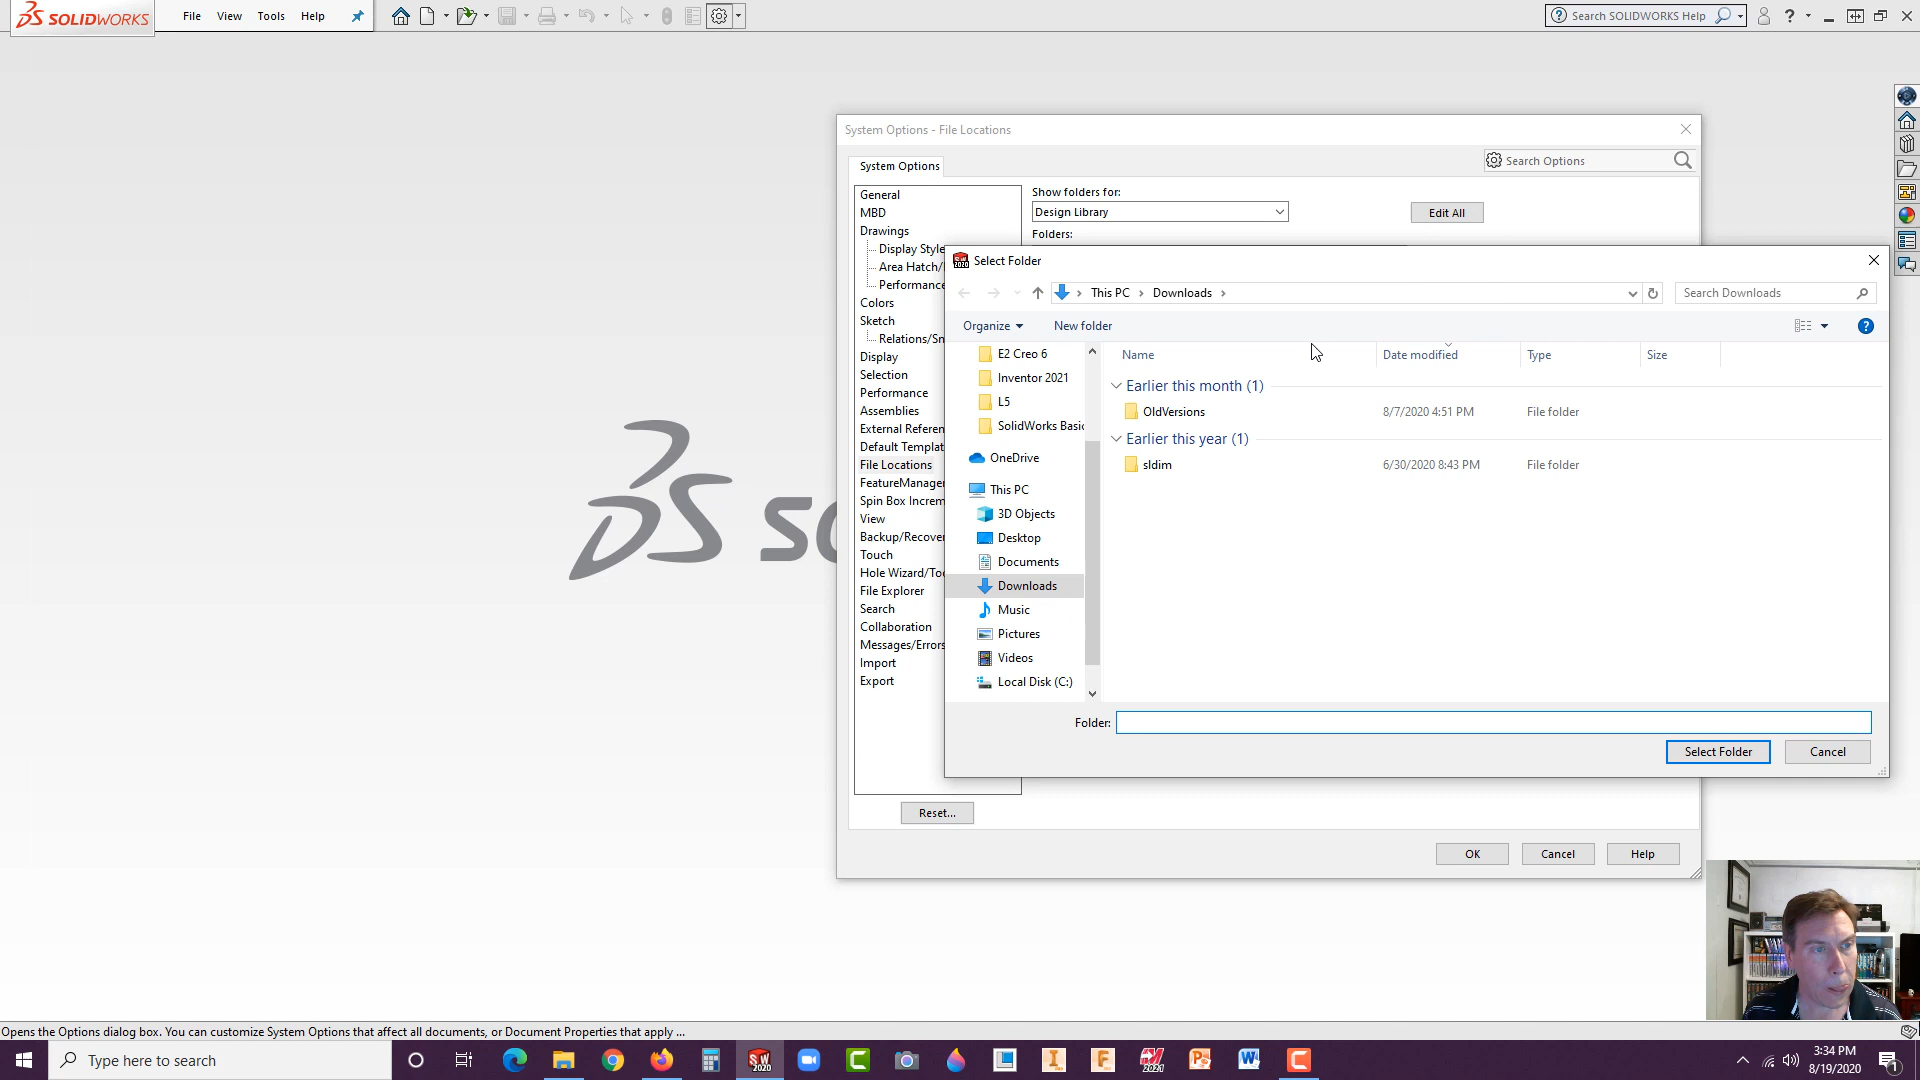 SOLIDWORKS
File View Tools Help
Search SOLIDWORKS Help
System Options - File Locations
System Options
Search Options
General
MBD
Drawings
Display Style
Area Hatch/
Performance
Colors
Sketch
Relations/Sn
Display
Selection
Performance
Assemblies
External Referen
Default Templat
File Locations
FeatureManager
Spin Box Increm
View
Backup/Recover
Touch
Hole Wizard/Too
File Explorer
Search
Collaboration
Messages/Errors
Import
Export
Reset...
Show folders for:
Design Library
Edit All
Folders:
OK Cancel Help
SW 2020
Select Folder
This PC Downloads
Search Downloads
Organize New folder
E2 Creo 6
Inventor 2021
L5
SolidWorks Basic
OneDrive
This PC
3D Objects
Desktop
Documents
Downloads
Music
Pictures
Videos
Local Disk (C:)
Name Date modified Type Size
Earlier this month (1)
OldVersions 8/7/2020 4:51 PM File folder
Earlier this year (1)
sldim 6/30/2020 8:43 PM File folder
Folder:
Select Folder Cancel
Opens the Options dialog box. You can customize System Options that affect all documents, or Document Properties that apply ...
Type here to search
SW 2020
2021
3:34 PM
8/19/2020
1